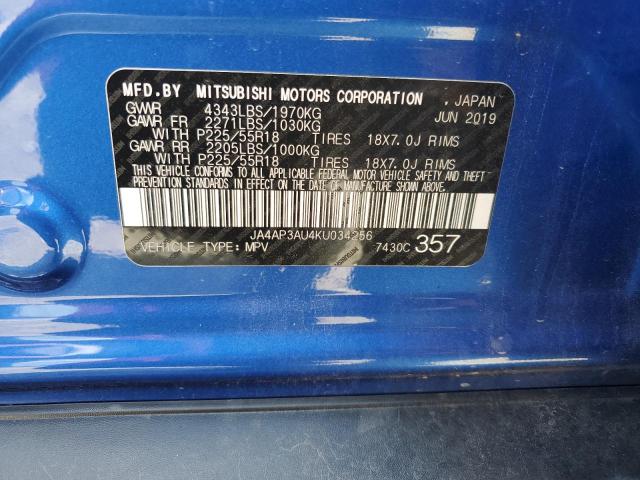 MFD.BY MITSUBISHI MOTORS CORPORATION , JAPAN
GVWR 4343LBS/1970KG JUN 2019
GAWR FR 2271LBS/1030KG
WITH P225/55R18 TIRES 18X7.0J RIMS
GAWR RR 2205LBS/1000KG
WITH P225/55R18 TIRES 18X7.0J RIMS
THIS VEHICLE CONFORMS TO ALL APPLICABLE FEDERAL MOTOR VEHICLE SAFETY AND THEFT
PREVENTION STANDARDS IN EFFECT ON THE DATE OF MANUFACTURE SHOWN ABOVE.
JA4AP3AU4KU034256
VEHICLE TYPE: MPV 7430C 357